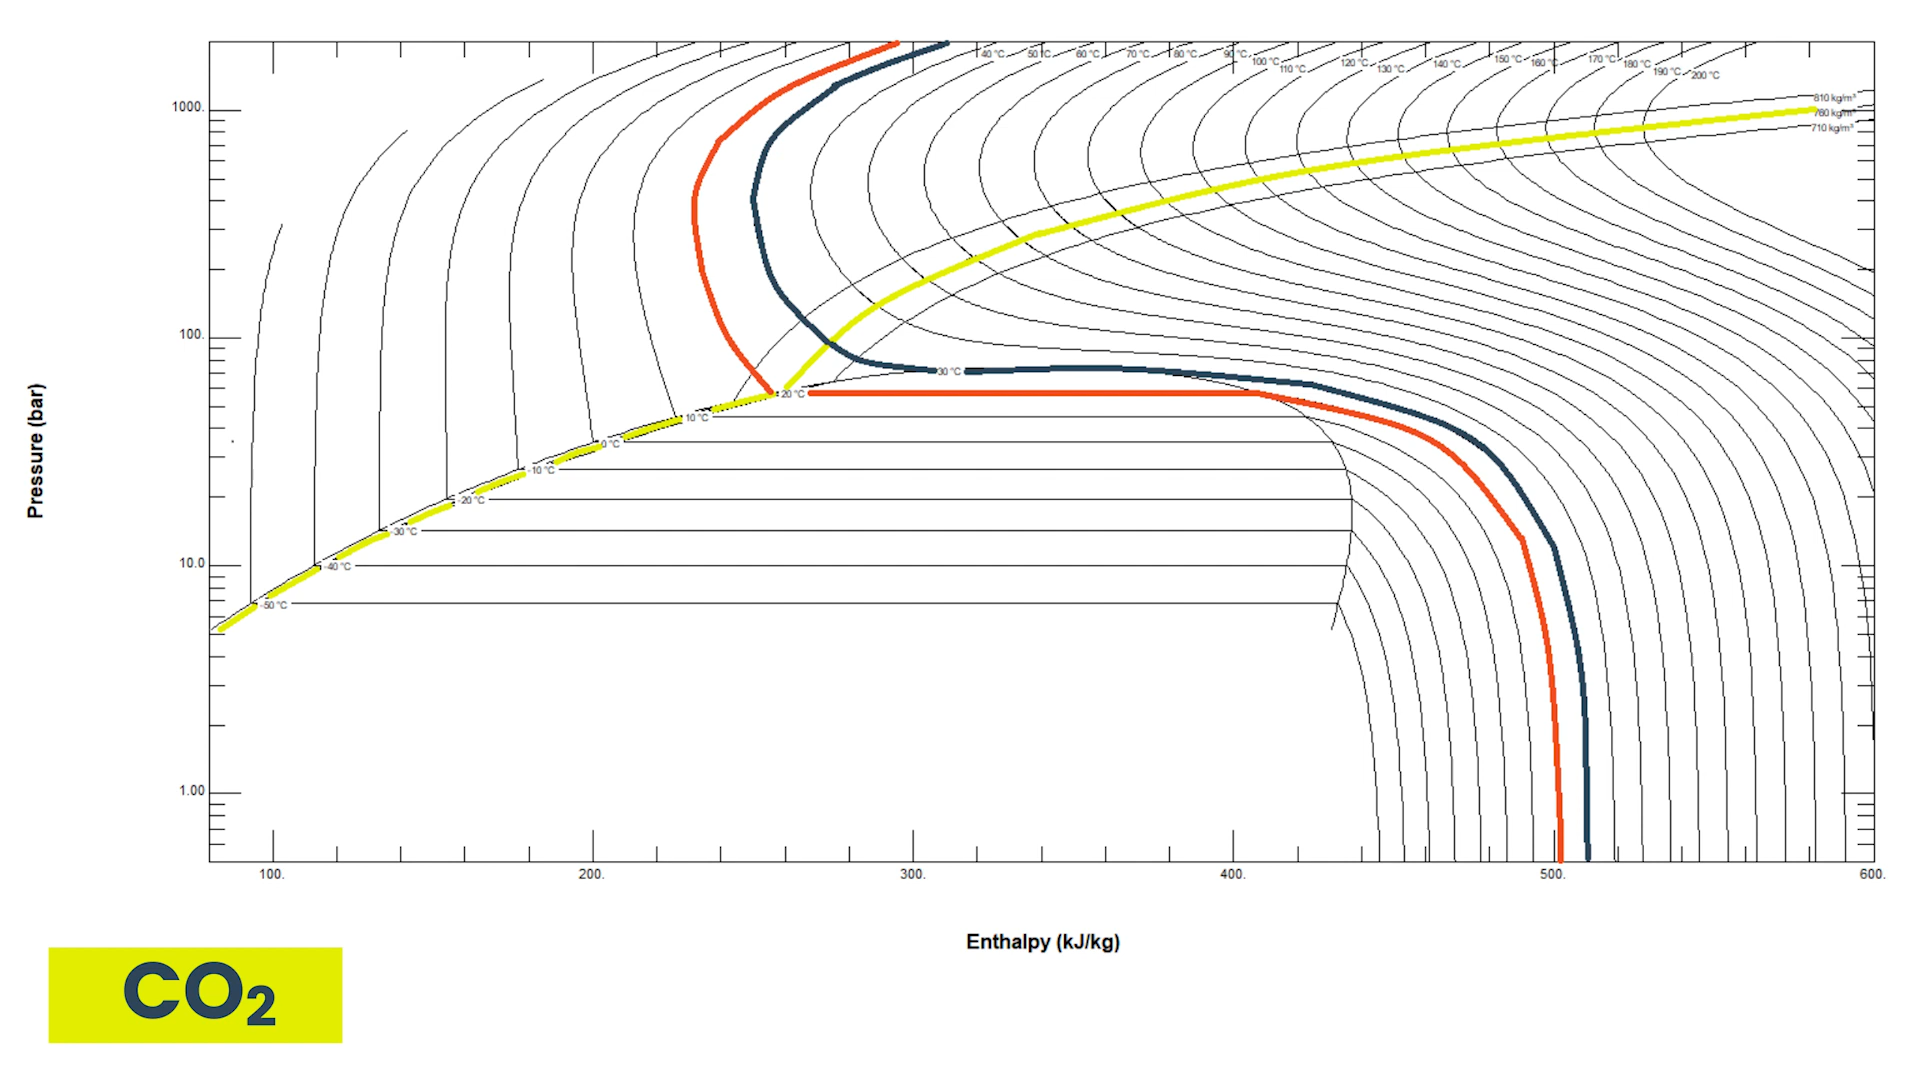 40 °C 50 °C 60 °C 70 °C 80 °C 90 °C
100 °C 110 °C 120 °C 130 °C 140 °C 150 °C 160 °C 170 °C 180 °C 190 °C 200 °C
810 kg/m³
760 kg/m³
710 kg/m³
1000.
100.
10.0
1.00
30 °C
20 °C
10 °C
0 °C
-10 °C
-20 °C
-30 °C
-40 °C
-50 °C
Pressure (bar)
100. 200. 300. 400. 500. 600.
Enthalpy (kJ/kg)
CO2